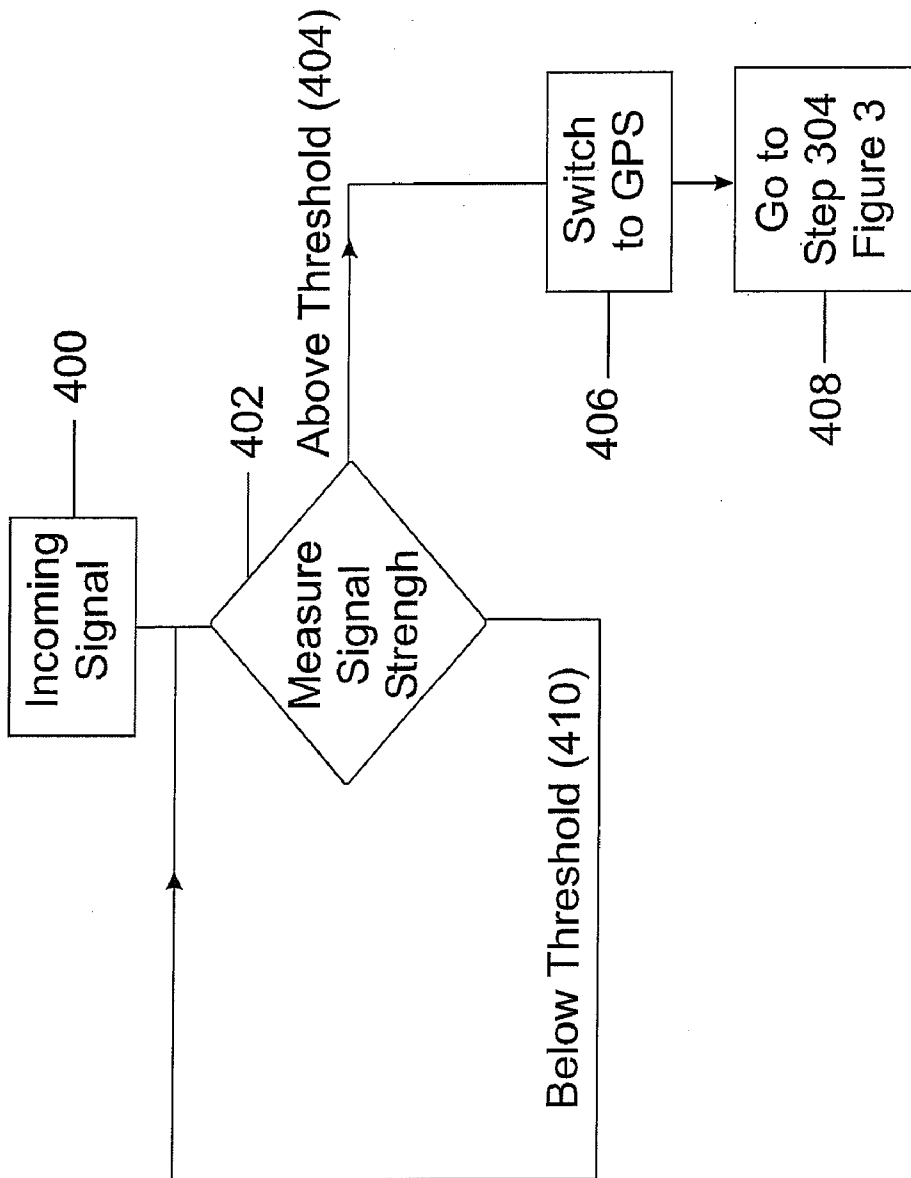 Incoming
Signal
400
402
Measure
Signal
Strengh
Above Threshold (404)
Below Threshold (410)
Switch
to GPS
406
Go to
Step 304
Figure 3
408